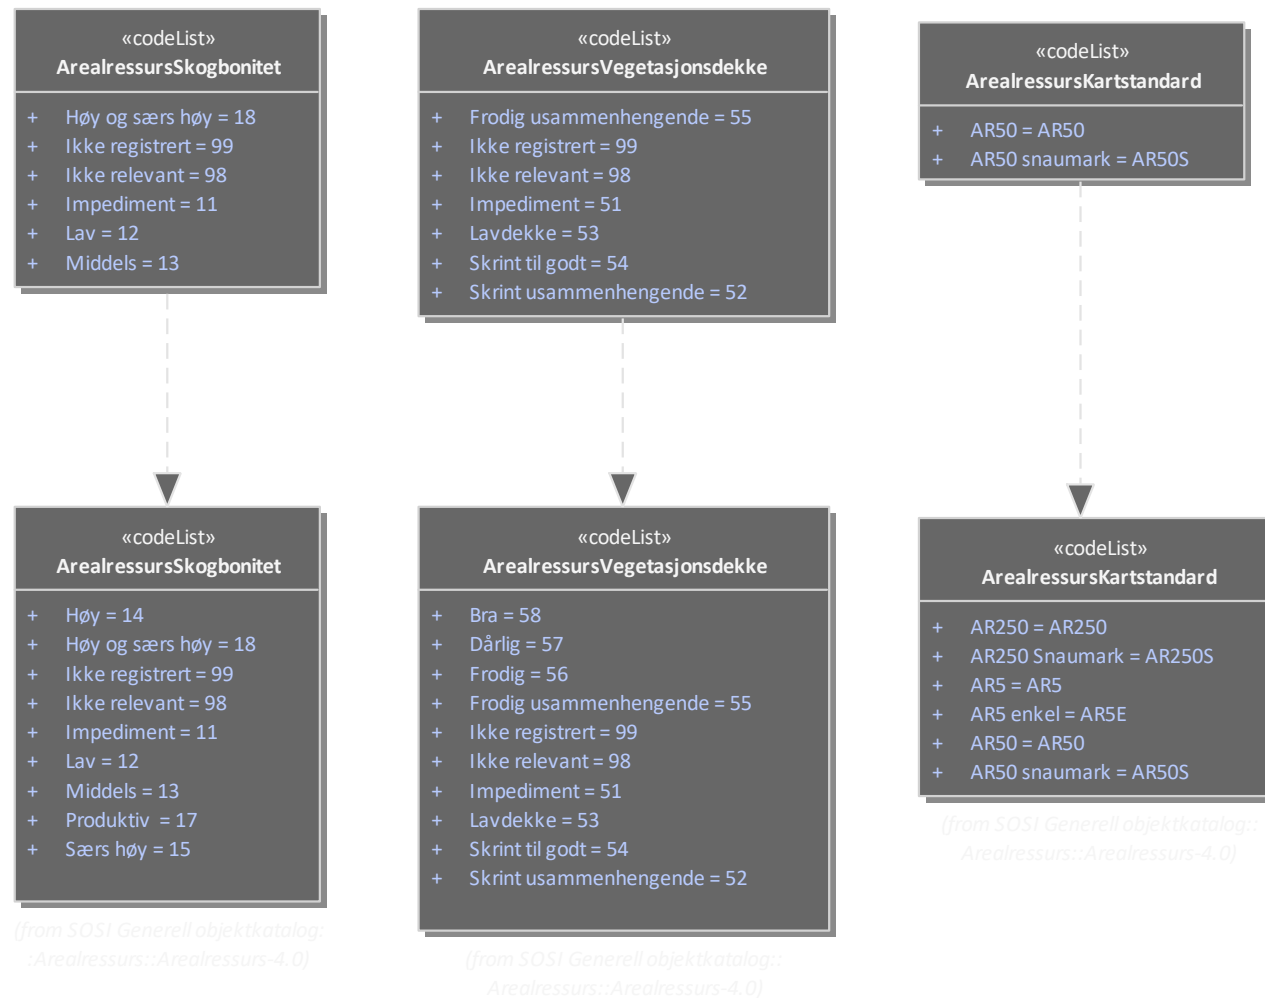 «codeList»
ArealressursSkogbonitet
+ Høy og særs høy = 18
+ Ikke registrert = 99
+ Ikke relevant = 98
+ Impediment = 11
+ Lav = 12
+ Middels = 13
«codeList»
ArealressursVegetasjonsdekke
+ Frodig usammenhengende = 55
+ Ikke registrert = 99
+ Ikke relevant = 98
+ Impediment = 51
+ Lavdekke = 53
+ Skrint til godt = 54
+ Skrint usammenhengende = 52
«codeList»
ArealressursKartstandard
+ AR50 = AR50
+ AR50 snaumark = AR50S
«codeList»
ArealressursSkogbonitet
+ Høy = 14
+ Høy og særs høy = 18
+ Ikke registrert = 99
+ Ikke relevant = 98
+ Impediment = 11
+ Lav = 12
+ Middels = 13
+ Produktiv = 17
+ Særs høy = 15
(from SOSI Generell objektkatalog:
:Arealressurs::Arealressurs-4.0)
«codeList»
ArealressursVegetasjonsdekke
+ Bra = 58
+ Dårlig = 57
+ Frodig = 56
+ Frodig usammenhengende = 55
+ Ikke registrert = 99
+ Ikke relevant = 98
+ Impediment = 51
+ Lavdekke = 53
+ Skrint til godt = 54
+ Skrint usammenhengende = 52
(from SOSI Generell objektkatalog::
Arealressurs::Arealressurs-4.0)
«codeList»
ArealressursKartstandard
+ AR250 = AR250
+ AR250 Snaumark = AR250S
+ AR5 = AR5
+ AR5 enkel = AR5E
+ AR50 = AR50
+ AR50 snaumark = AR50S
(from SOSI Generell objektkatalog::
Arealressurs::Arealressurs-4.0)